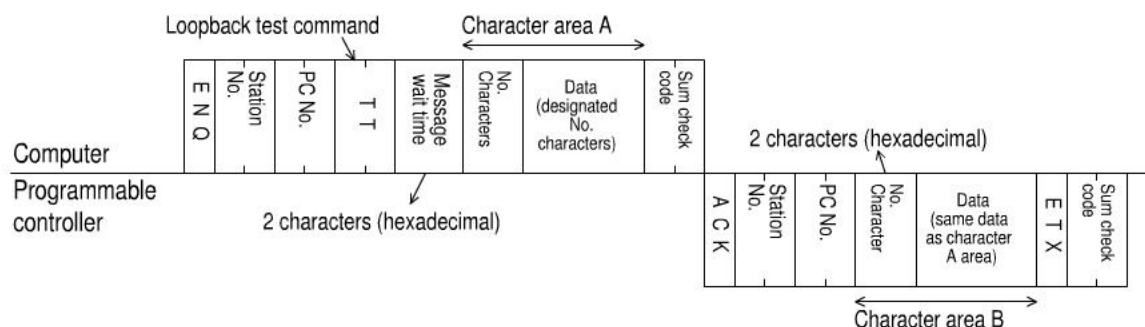 Loopback test command
Character area A
E N Q
Station No.
PC No.
T T
Message wait time
No. Characters
Data
(designated
No.
characters)
Sum check code
Computer
2 characters (hexadecimal)
Programmable
controller
2 characters (hexadecimal)
A C K
Station No.
PC No.
No. Character
Data
(same data
as character
A area)
E T X
Sum check code
Character area B